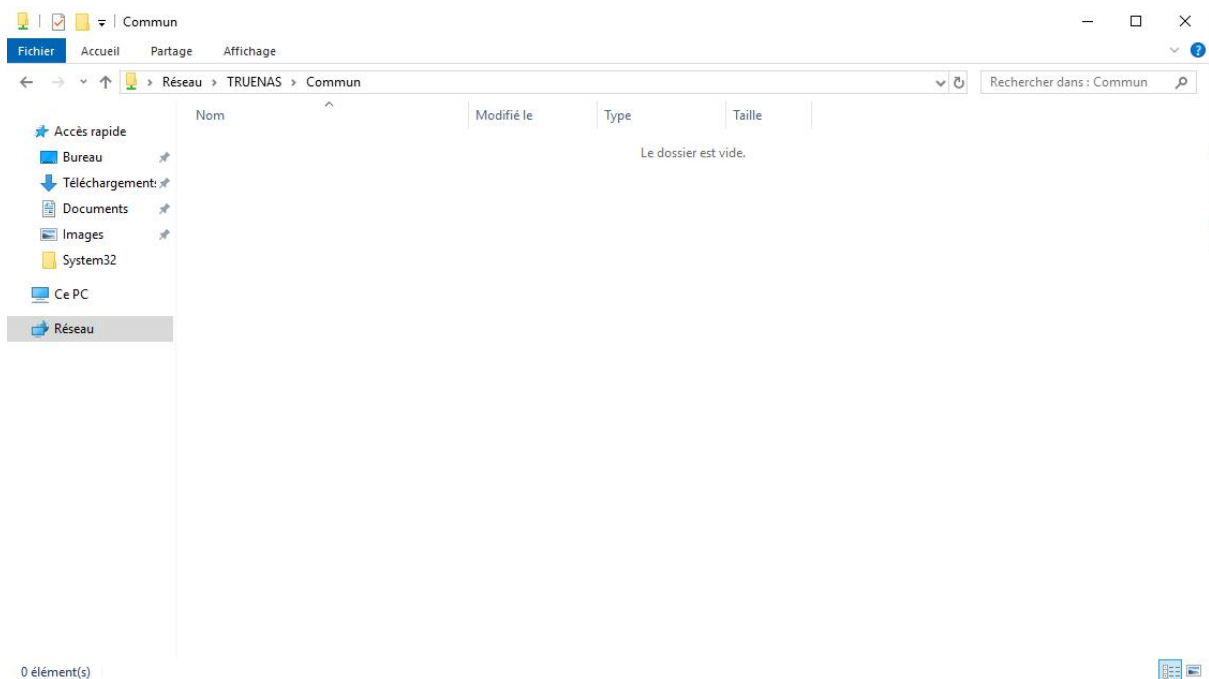 Commun
Fichier Accueil Partage Affichage
Réseau > TRUENAS > Commun Rechercher dans : Commun
Nom Modifié le Type Taille
Accès rapide
Le dossier est vide.
Bureau
Téléchargement:
Documents
Images
System32
Ce PC
Réseau
0 élément(s)